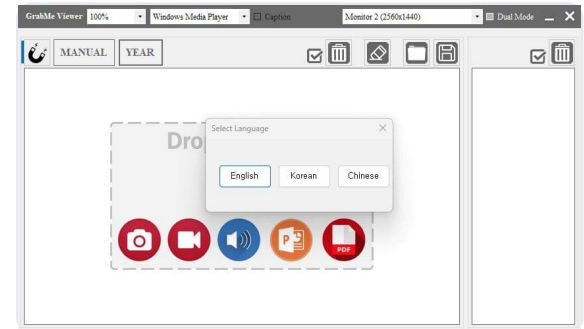 GrabMe Viewer 100% Windows Media Player Caption Monitor 2 (2560x1440) Dual Mode
MANUAL YEAR
Select Language
Dro
English Korean Chinese
P
PDF